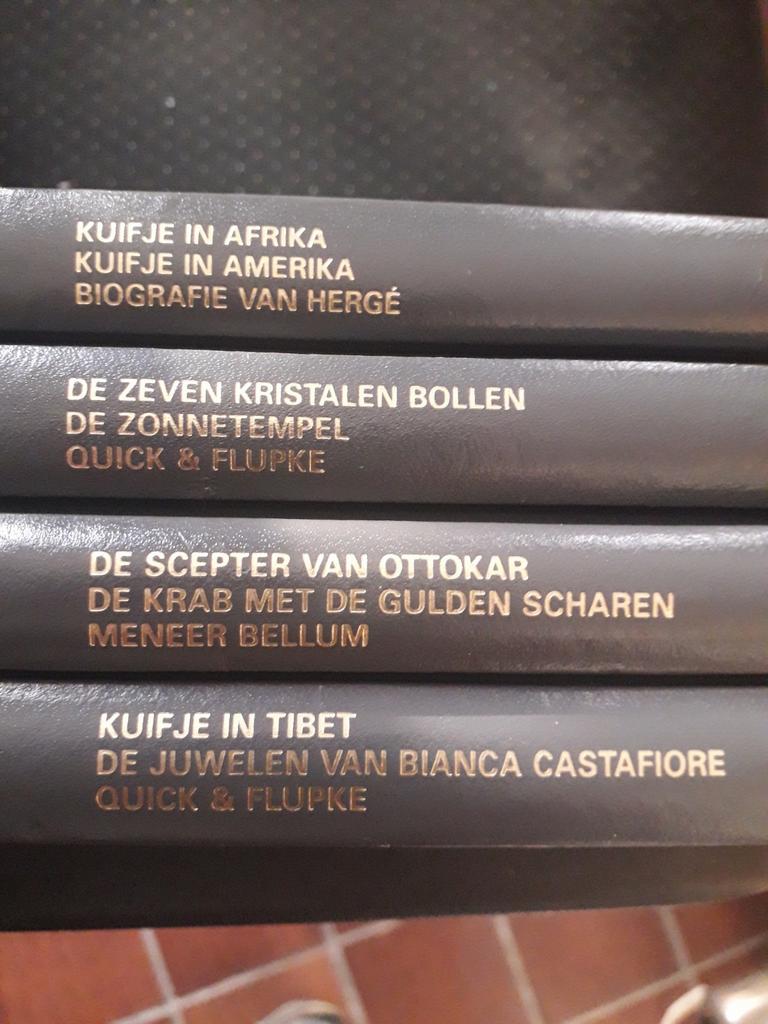 KUIFJE IN AFRIKA
KUIFJE IN AMERIKA
BIOGRAFIE VAN HERGÉ
DE ZEVEN KRISTALEN BOLLEN
DE ZONNETEMPEL
QUICK & FLUPKE
DE SCEPTER VAN OTTOKAR
DE KRAB MET DE GULDEN SCHAREN
MENEER BELLUM
KUIFJE IN TIBET
DE JUWELEN VAN BIANCA CASTAFIORE
QUICK & FLUPKE